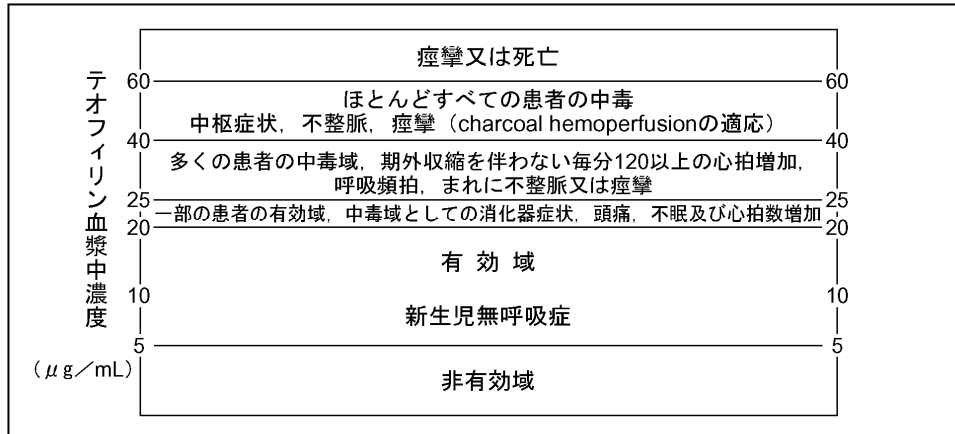 痙攣又は死亡
60 60
ほとんどすべての患者の中毒
中枢症状，不整脈，痙攣（charcoal hemoperfusionの適応）
40 40
多くの患者の中毒域，期外収縮を伴わない毎分120以上の心拍増加，
呼吸頻拍，まれに不整脈又は痙攣
25 25
一部の患者の有効域，中毒域としての消化器症状，頭痛，不眠及び心拍数増加
20 20
有効域
10 10
新生児無呼吸症
5 5
非有効域
テオフィリン血漿中濃度
（μg／mL）